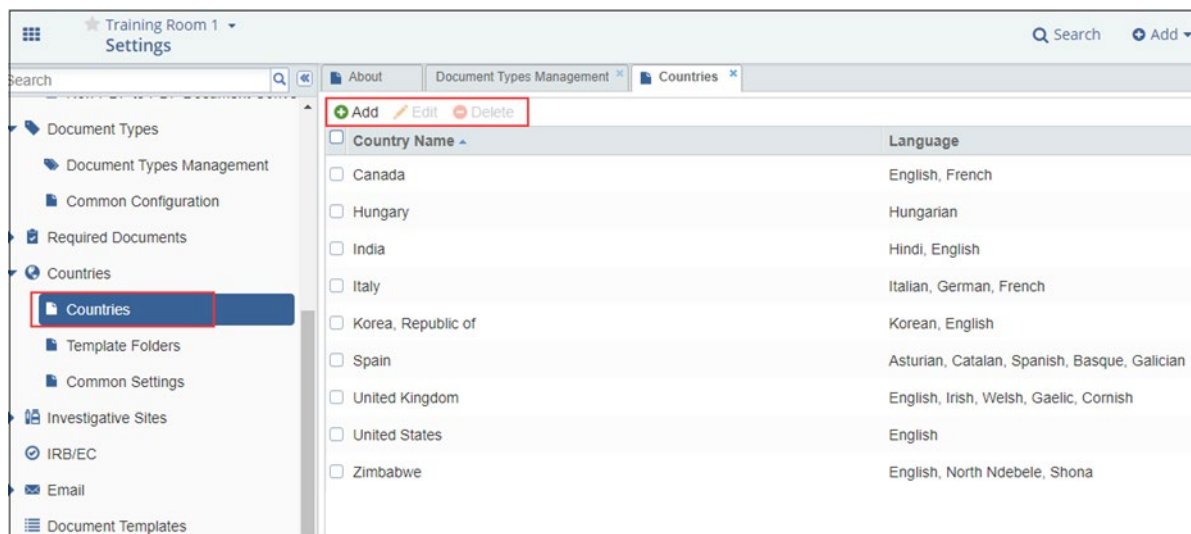 Training Room 1
Settings
Search
Add
Search
About
Document Types Management
Countries
Document Types
Document Types Management
Common Configuration
Required Documents
Countries
Countries
Template Folders
Common Settings
Investigative Sites
IRB/EC
Email
Document Templates
Add Edit Delete
Country Name Language
Canada English, French
Hungary Hungarian
India Hindi, English
Italy Italian, German, French
Korea, Republic of Korean, English
Spain Asturian, Catalan, Spanish, Basque, Galician
United Kingdom English, Irish, Welsh, Gaelic, Cornish
United States English
Zimbabwe English, North Ndebele, Shona